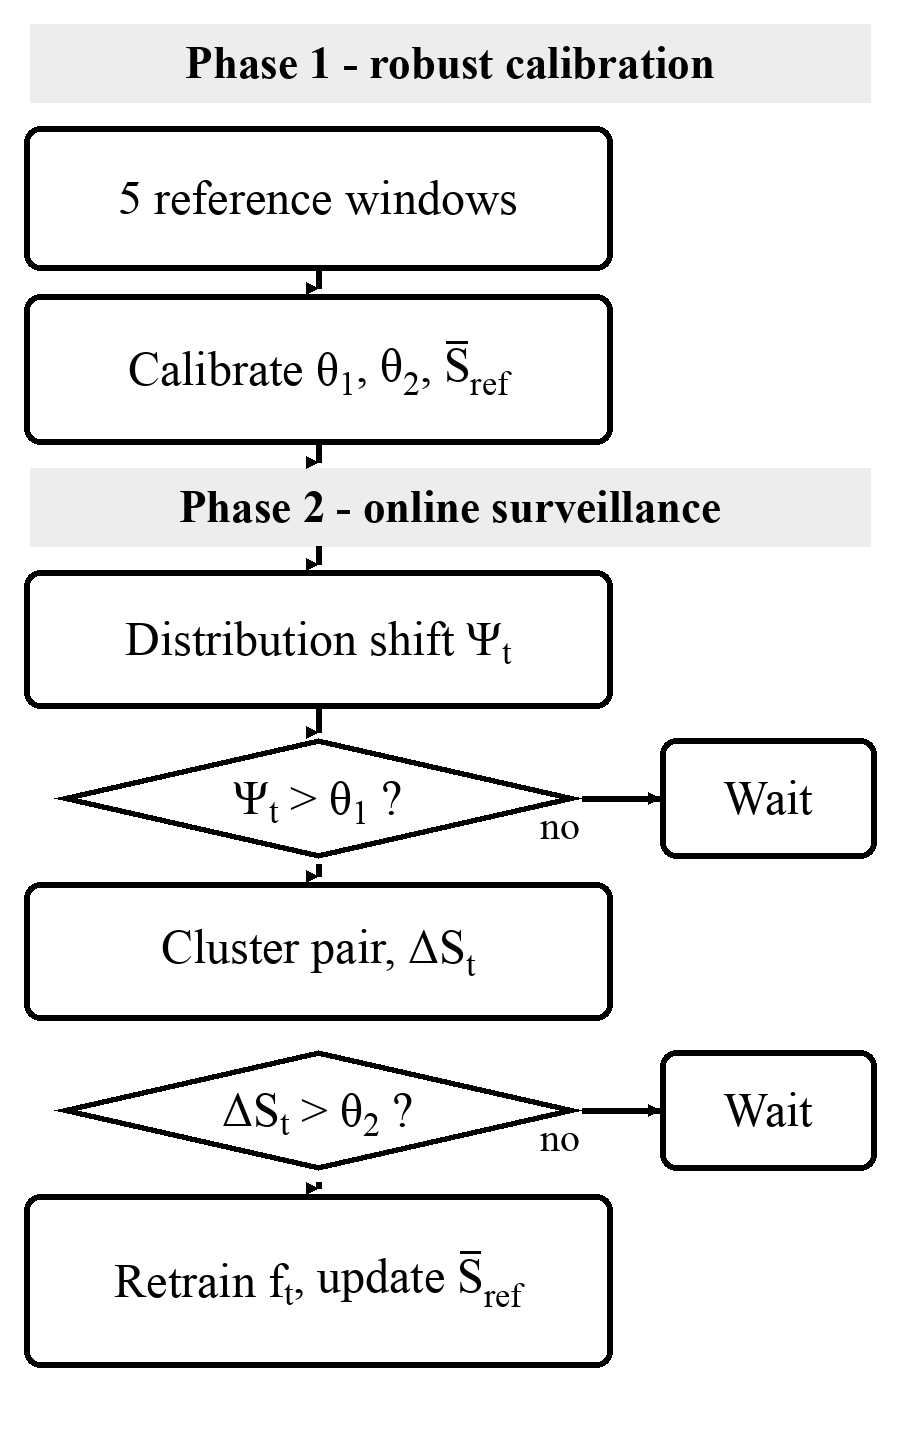 Phase 1 - robust calibration
5 reference windows
Calibrate θ₁, θ₂, S̅ref
Phase 2 - online surveillance
Distribution shift Ψt
Ψt > θ₁ ?
no
Wait
Cluster pair, ΔSt
ΔSt > θ₂ ?
no
Wait
Retrain ft, update S̅ref